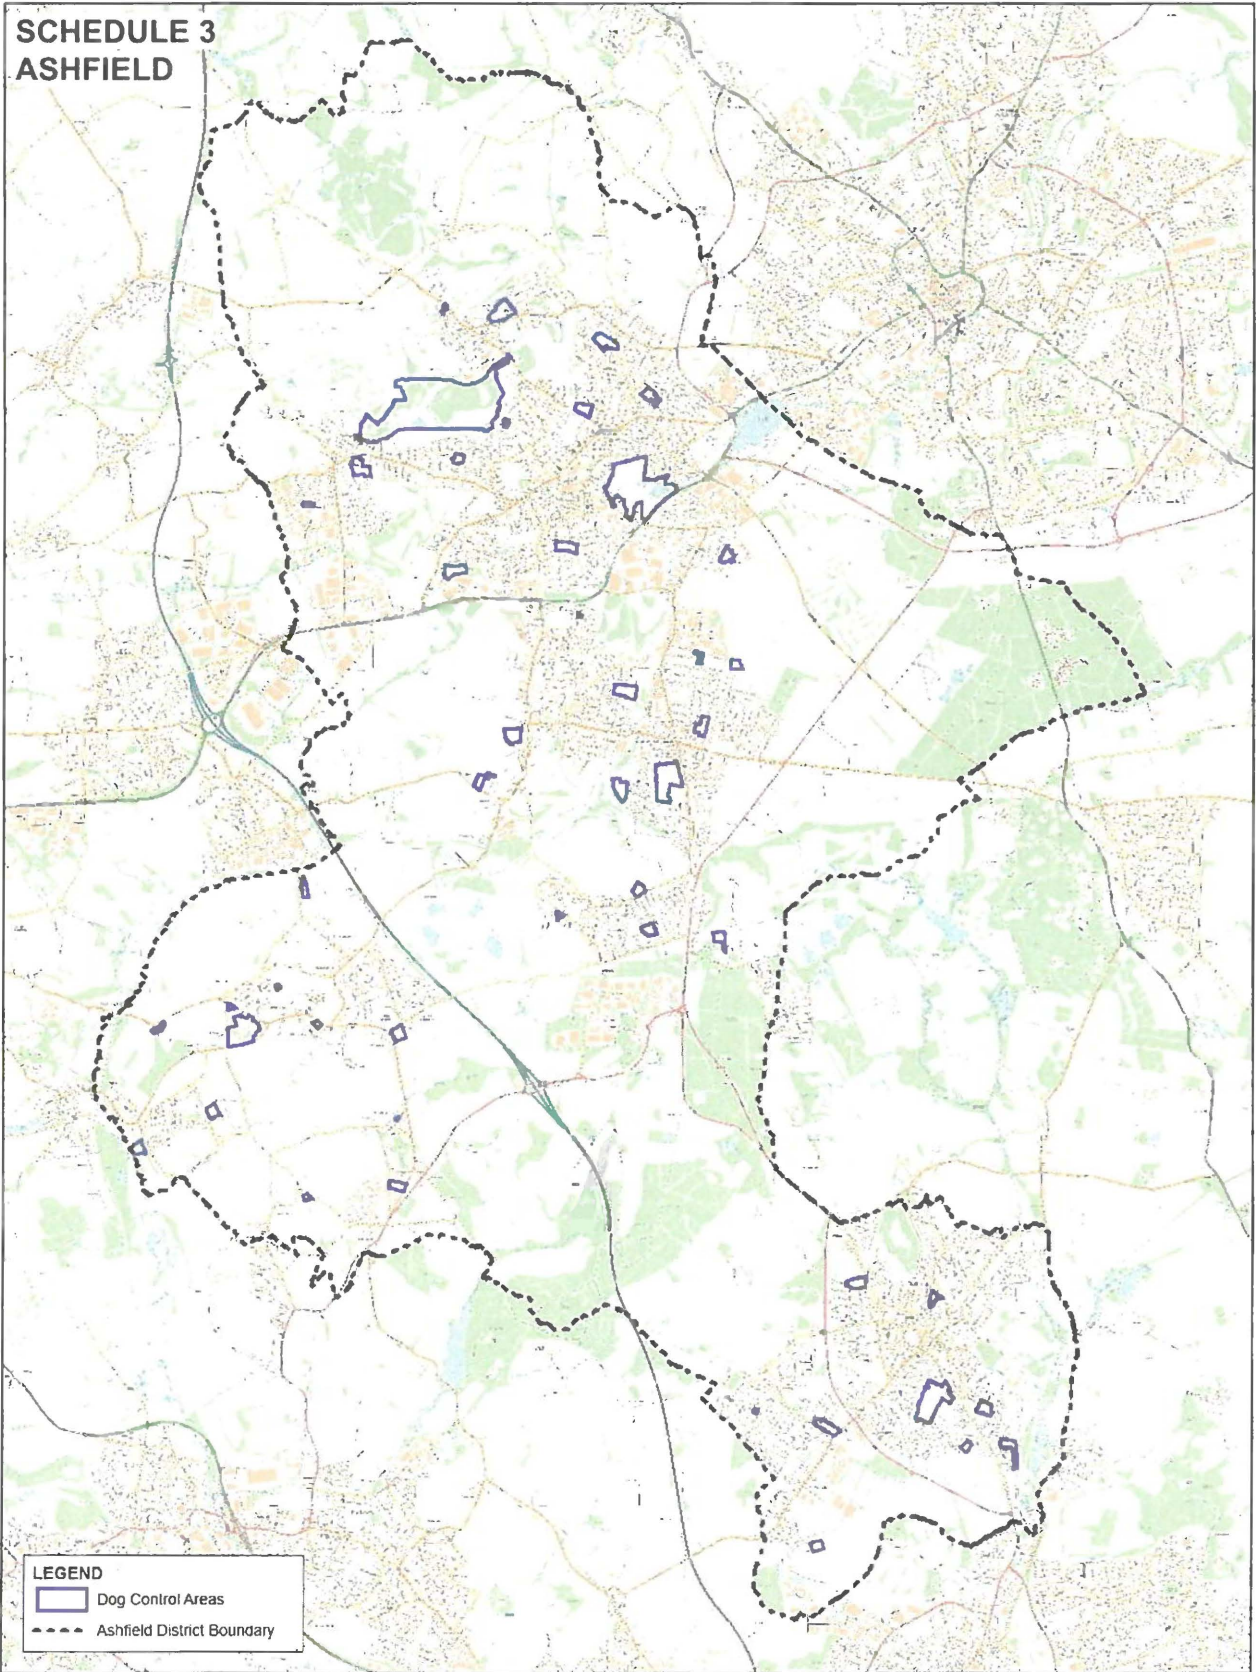 SCHEDULE 3
ASHFIELD
LEGEND
Dog Control Areas
Ashfield District Boundary